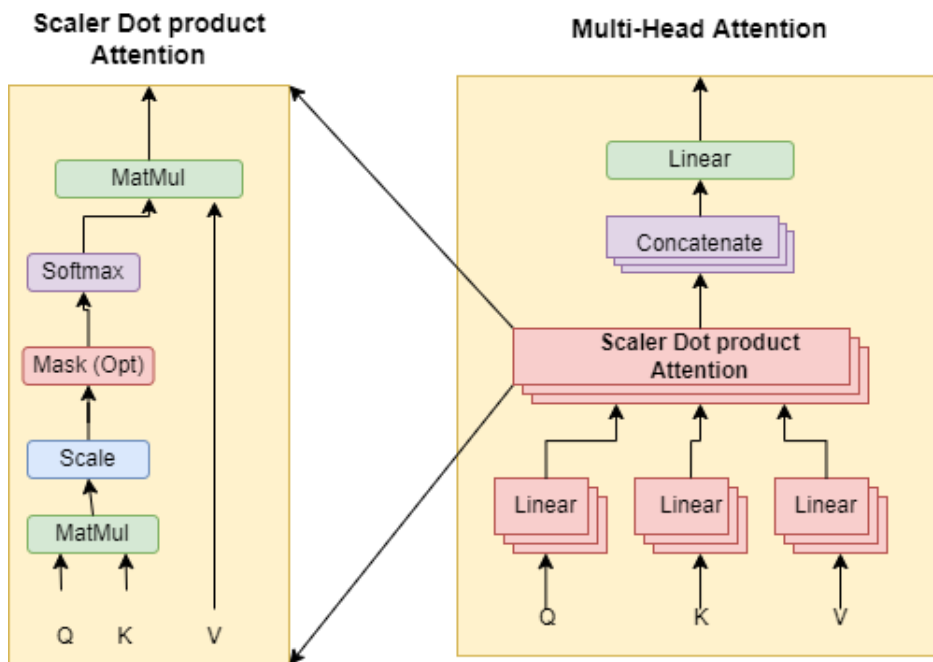 Scaler Dot product
Attention
MatMul
Softmax
Mask (Opt)
Scale
MatMul
Q K V
Multi-Head Attention
Linear
Concatenate
Scaler Dot product
Attention
Linear Linear Linear
Q K V